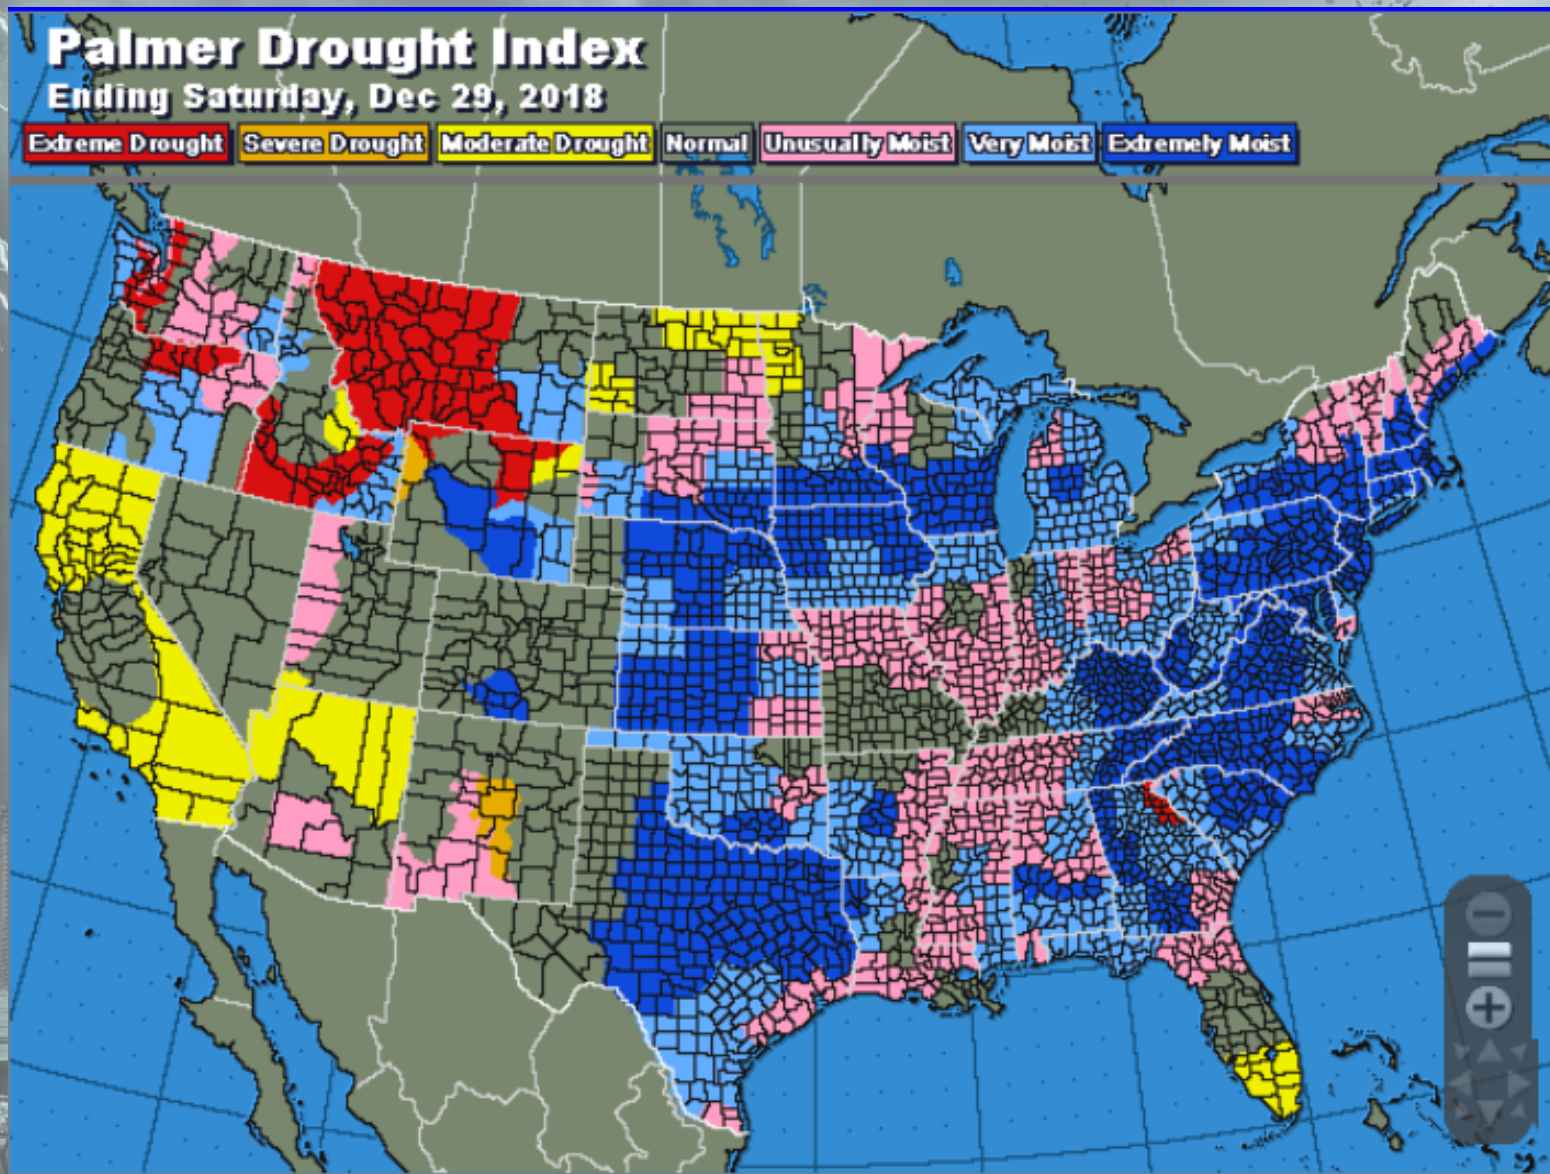 Palmer Drought Index
Ending Saturday, Dec 29, 2018
Extreme Drought Severe Drought Moderate Drought Normal Unusually Moist Very Moist Extremely Moist